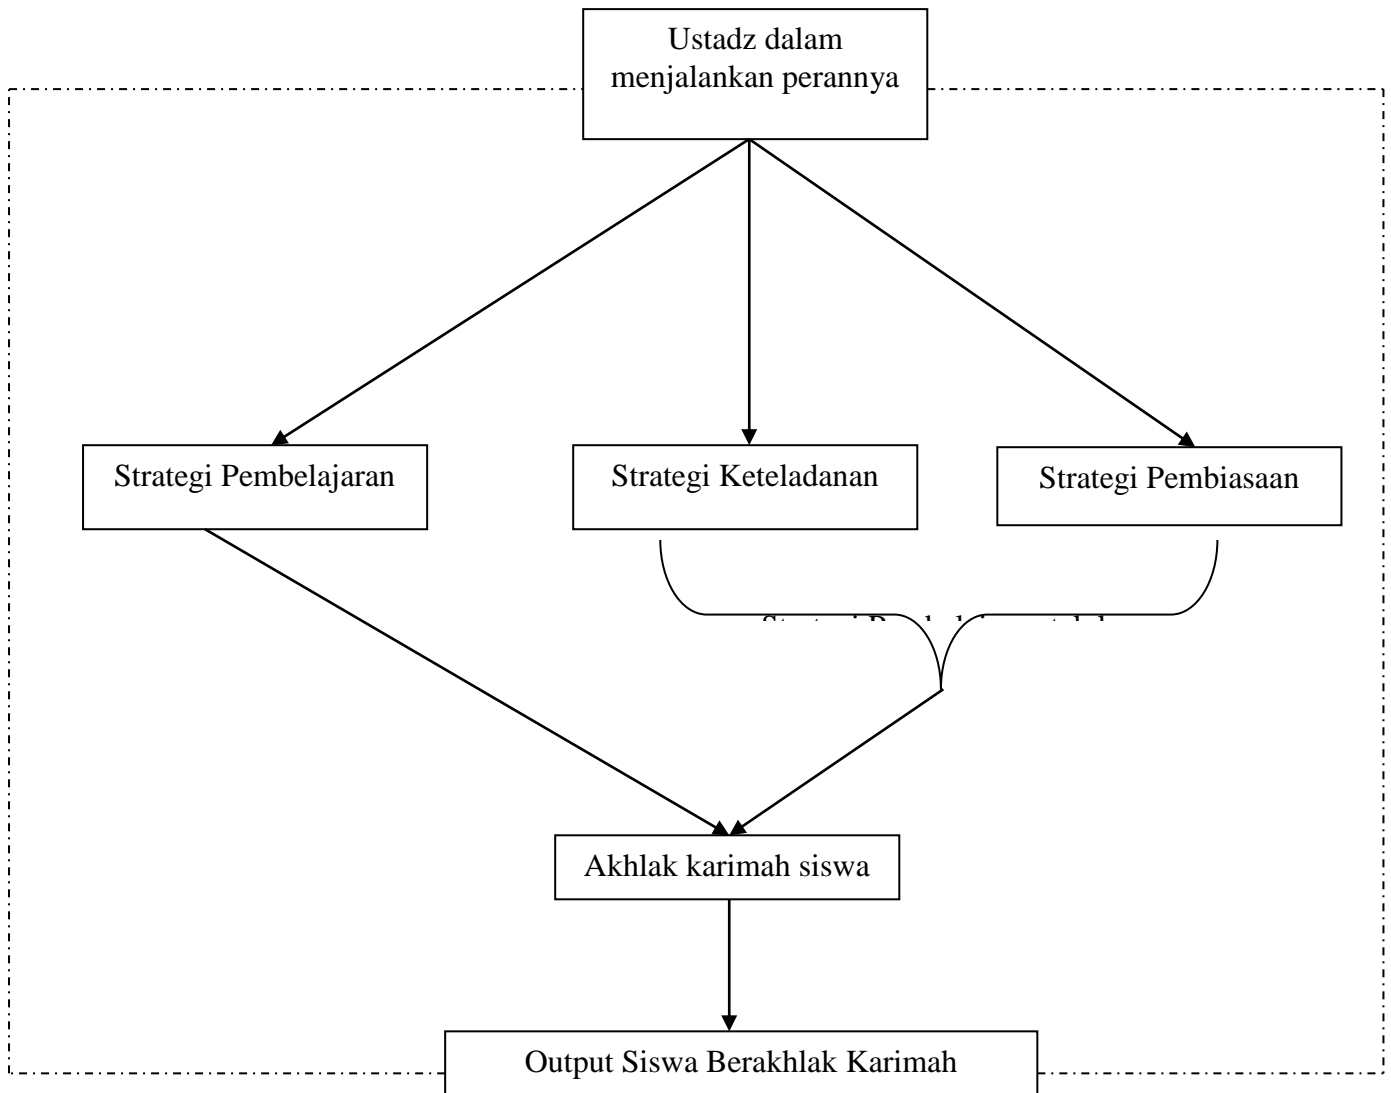 Ustadz dalam
menjalankan perannya
Strategi Pembelajaran
Strategi Keteladanan
Strategi Pembiasaan
Akhlak karimah siswa
Output Siswa Berakhlak Karimah